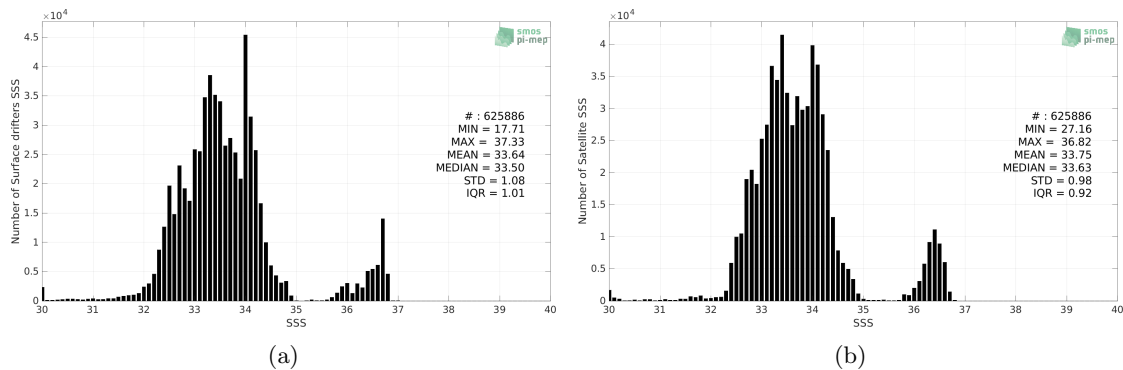 ×10⁴
4.5
4
3.5
3
2.5
2
1.5
1
0.5
0
Number of Surface drifters SSS
30 31 32 33 34 35 36 37 38 39 40
SSS
smos
pi-mep
# : 625886
MIN = 17.71
MAX = 37.33
MEAN = 33.64
MEDIAN = 33.50
STD = 1.08
IQR = 1.01
(a)
×10⁴
4
3.5
3
2.5
2
1.5
1
0.5
0
Number of Satellite SSS
30 31 32 33 34 35 36 37 38 39 40
SSS
smos
pi-mep
# : 625886
MIN = 27.16
MAX = 36.82
MEAN = 33.75
MEDIAN = 33.63
STD = 0.98
IQR = 0.92
(b)